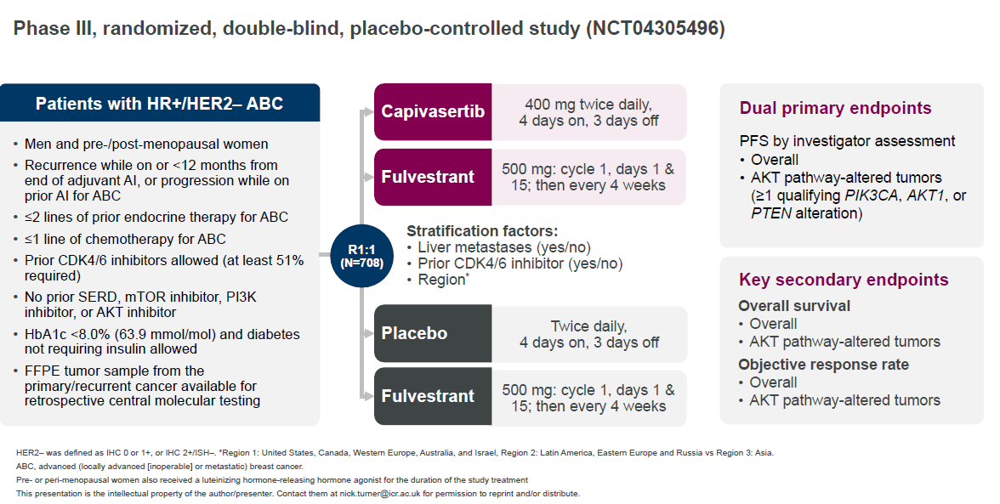 Phase III, randomized, double-blind, placebo-controlled study (NCT04305496)
Patients with HR+/HER2– ABC
• Men and pre-/post-menopausal women
• Recurrence while on or <12 months from
end of adjuvant AI, or progression while on
prior AI for ABC
• ≤2 lines of prior endocrine therapy for ABC
• ≤1 line of chemotherapy for ABC
• Prior CDK4/6 inhibitors allowed (at least 51%
required)
• No prior SERD, mTOR inhibitor, PI3K
inhibitor, or AKT inhibitor
• HbA1c <8.0% (63.9 mmol/mol) and diabetes
not requiring insulin allowed
• FFPE tumor sample from the
primary/recurrent cancer available for
retrospective central molecular testing
R1:1
(N=708)
Capivasertib
400 mg twice daily,
4 days on, 3 days off
Fulvestrant
500 mg: cycle 1, days 1 &
15; then every 4 weeks
Stratification factors:
• Liver metastases (yes/no)
• Prior CDK4/6 inhibitor (yes/no)
• Region*
Placebo
Twice daily,
4 days on, 3 days off
Fulvestrant
500 mg: cycle 1, days 1 &
15; then every 4 weeks
Dual primary endpoints
PFS by investigator assessment
• Overall
• AKT pathway-altered tumors
(≥1 qualifying PIK3CA, AKT1, or
PTEN alteration)
Key secondary endpoints
Overall survival
• Overall
• AKT pathway-altered tumors
Objective response rate
• Overall
• AKT pathway-altered tumors
HER2– was defined as IHC 0 or 1+, or IHC 2+/ISH–. *Region 1: United States, Canada, Western Europe, Australia, and Israel, Region 2: Latin America, Eastern Europe and Russia vs Region 3: Asia.
ABC, advanced (locally advanced [inoperable] or metastatic) breast cancer.
Pre- or peri-menopausal women also received a luteinizing hormone-releasing hormone agonist for the duration of the study treatment
This presentation is the intellectual property of the author/presenter. Contact them at nick.turner@icr.ac.uk for permission to reprint and/or distribute.